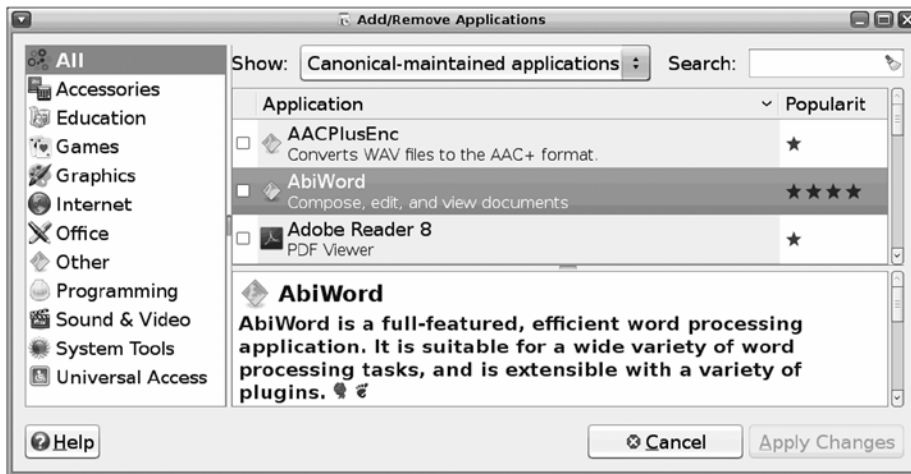 Add/Remove Applications
All
Accessories
Education
Games
Graphics
Internet
Office
Other
Programming
Sound & Video
System Tools
Universal Access
Show: Canonical-maintained applications Search:
Application Popularit
AACPlusEnc
Converts WAV files to the AAC+ format.
AbiWord
Compose, edit, and view documents
Adobe Reader 8
PDF Viewer
AbiWord
AbiWord is a full-featured, efficient word processing
application. It is suitable for a wide variety of word
processing tasks, and is extensible with a variety of
plugins.
Help
Cancel
Apply Changes